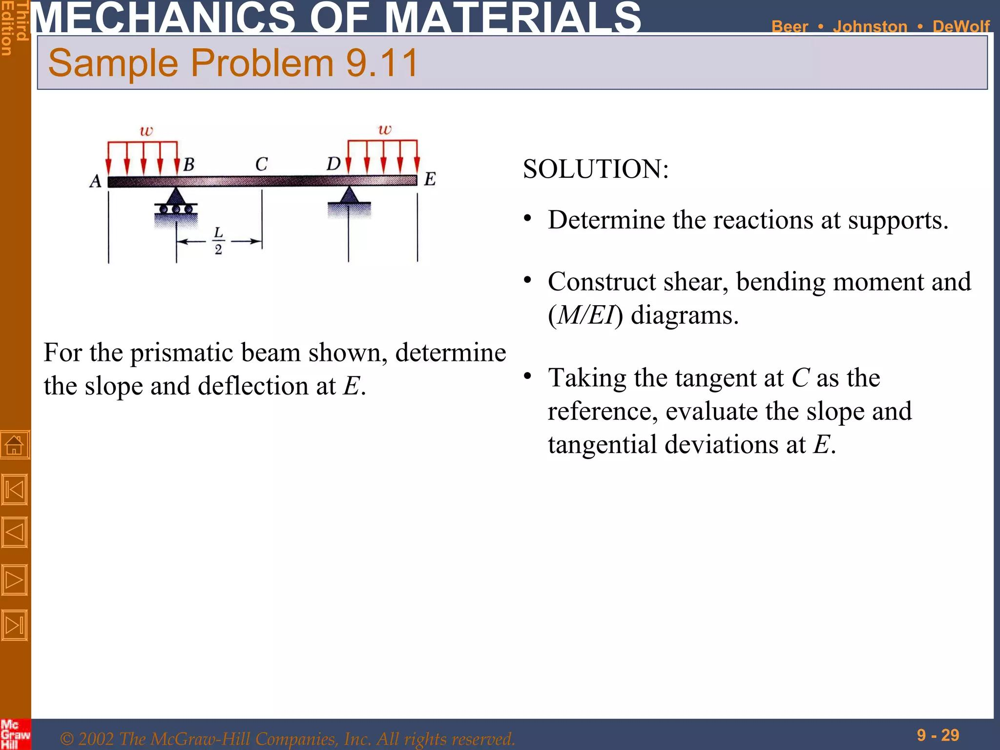 Third
Edition
MECHANICS OF MATERIALS
Beer • Johnston • DeWolf
Sample Problem 9.11
w
w
A
B
C
D
E
L
2
For the prismatic beam shown, determine
the slope and deflection at E.
SOLUTION:
• Determine the reactions at supports.
• Construct shear, bending moment and
(M/EI) diagrams.
• Taking the tangent at C as the
reference, evaluate the slope and
tangential deviations at E.
Mc
Graw
Hill
© 2002 The McGraw-Hill Companies, Inc. All rights reserved.
9 - 29